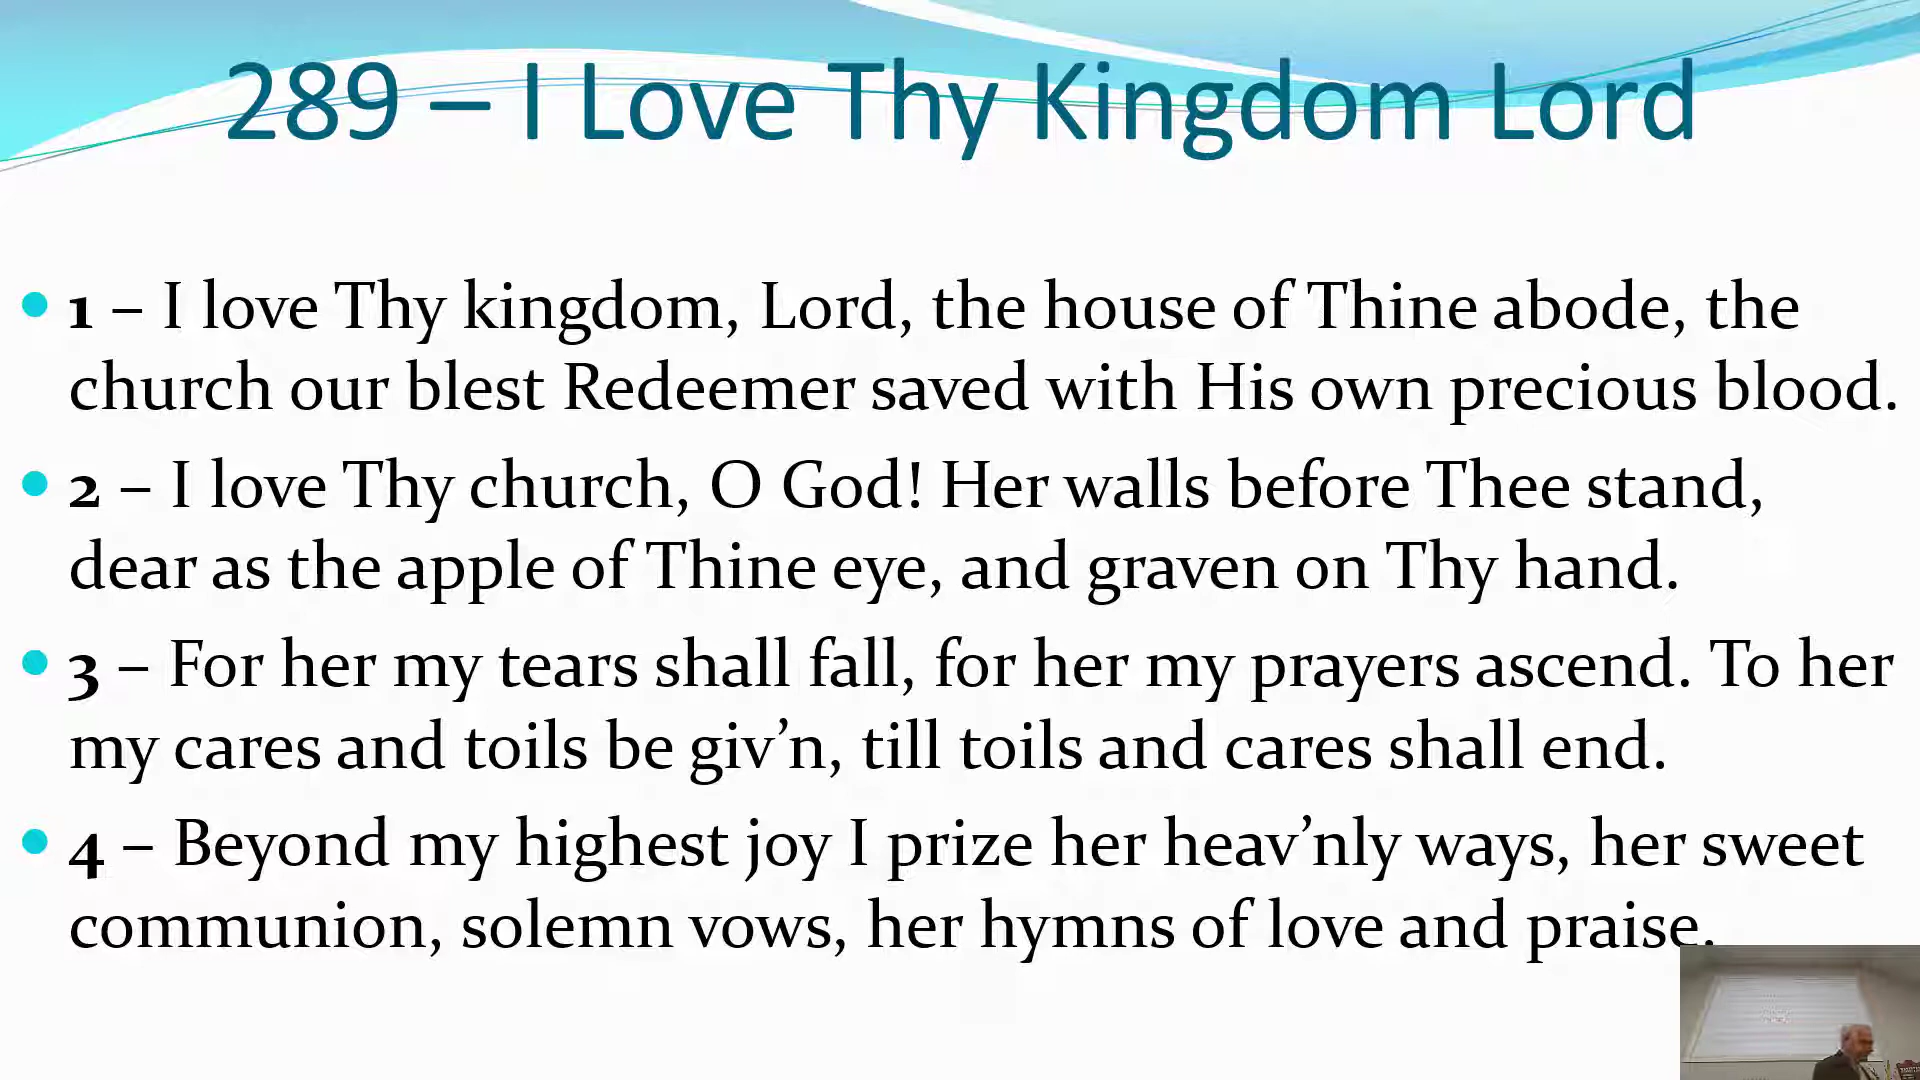 289 – I Love Thy Kingdom Lord
• 1 – I love Thy kingdom, Lord, the house of Thine abode, the
church our blest Redeemer saved with His own precious blood.
• 2 – I love Thy church, O God! Her walls before Thee stand,
dear as the apple of Thine eye, and graven on Thy hand.
• 3 – For her my tears shall fall, for her my prayers ascend. To her
my cares and toils be giv’n, till toils and cares shall end.
• 4 – Beyond my highest joy I prize her heav’nly ways, her sweet
communion, solemn vows, her hymns of love and praise.